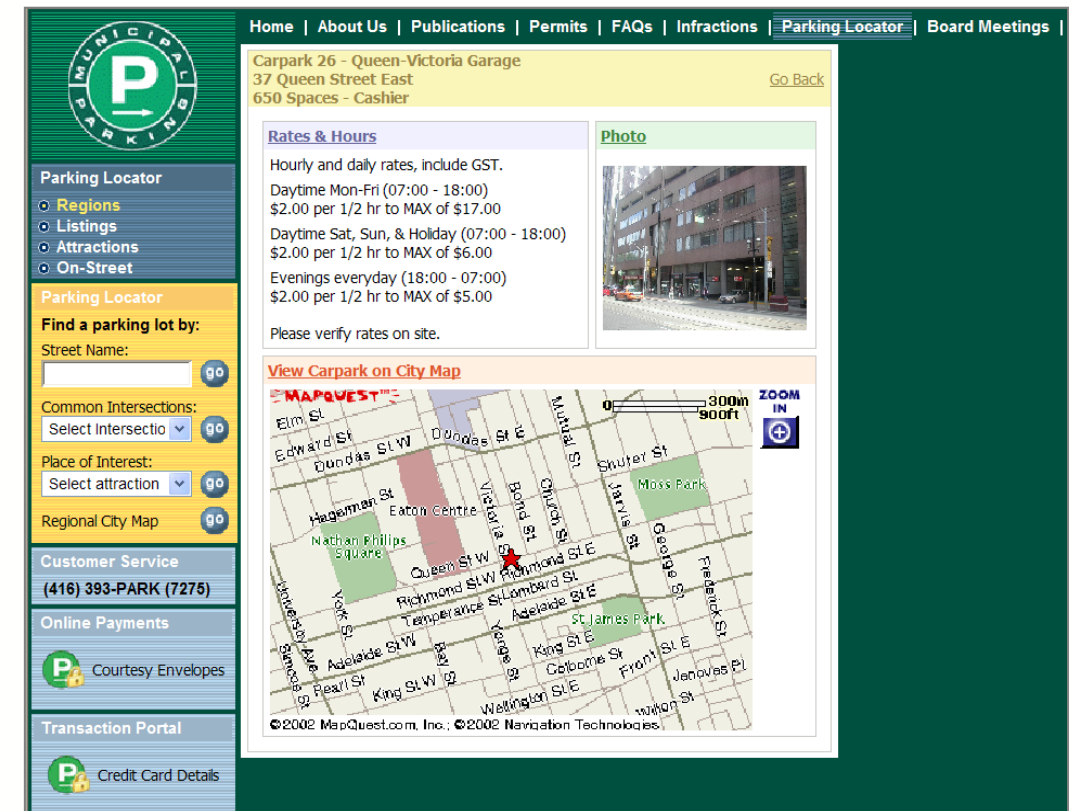 Home | About Us | Publications | Permits | FAQs | Infractions | Parking Locator | Board Meetings |
MUNICIPAL
P
PARKING
Parking Locator
Regions
Listings
Attractions
On-Street
Parking Locator
Find a parking lot by:
Street Name:
go
Common Intersections:
Select Intersectio
go
Place of Interest:
Select attraction
go
Regional City Map
go
Customer Service
(416) 393-PARK (7275)
Online Payments
P
Courtesy Envelopes
Transaction Portal
P
Credit Card Details
Carpark 26 - Queen-Victoria Garage
37 Queen Street East
650 Spaces - Cashier
Go Back
Rates & Hours
Hourly and daily rates, include GST.
Daytime Mon-Fri (07:00 - 18:00)
$2.00 per 1/2 hr to MAX of $17.00
Daytime Sat, Sun, & Holiday (07:00 - 18:00)
$2.00 per 1/2 hr to MAX of $6.00
Evenings everyday (18:00 - 07:00)
$2.00 per 1/2 hr to MAX of $5.00
Please verify rates on site.
Photo
View Carpark on City Map
MAPQUEST
0 300m
900ft
ZOOM
IN
Elm St
Edward St
Dundas St W
Dundas St E
Mutual St
Shuter St
Moss Park
Hagerman St
Eaton Centre
Victoria St
Bond St
Church St
Jarvis St
George St
Frederick St
Nathan Philips
Square
Queen St W
Richmond St E
Richmond St W
Lombard St
Temperance St
Adelaide St E
St James Park
University Ave
York St
Simcoe St
Adelaide St W
Bay St
Yonge St
King St E
Colborne St
Front St E
Jenoves Pl
Pearl St
King St W
Wellington St E
Wilton St
©2002 MapQuest.com, Inc.; ©2002 Navigation Technologies